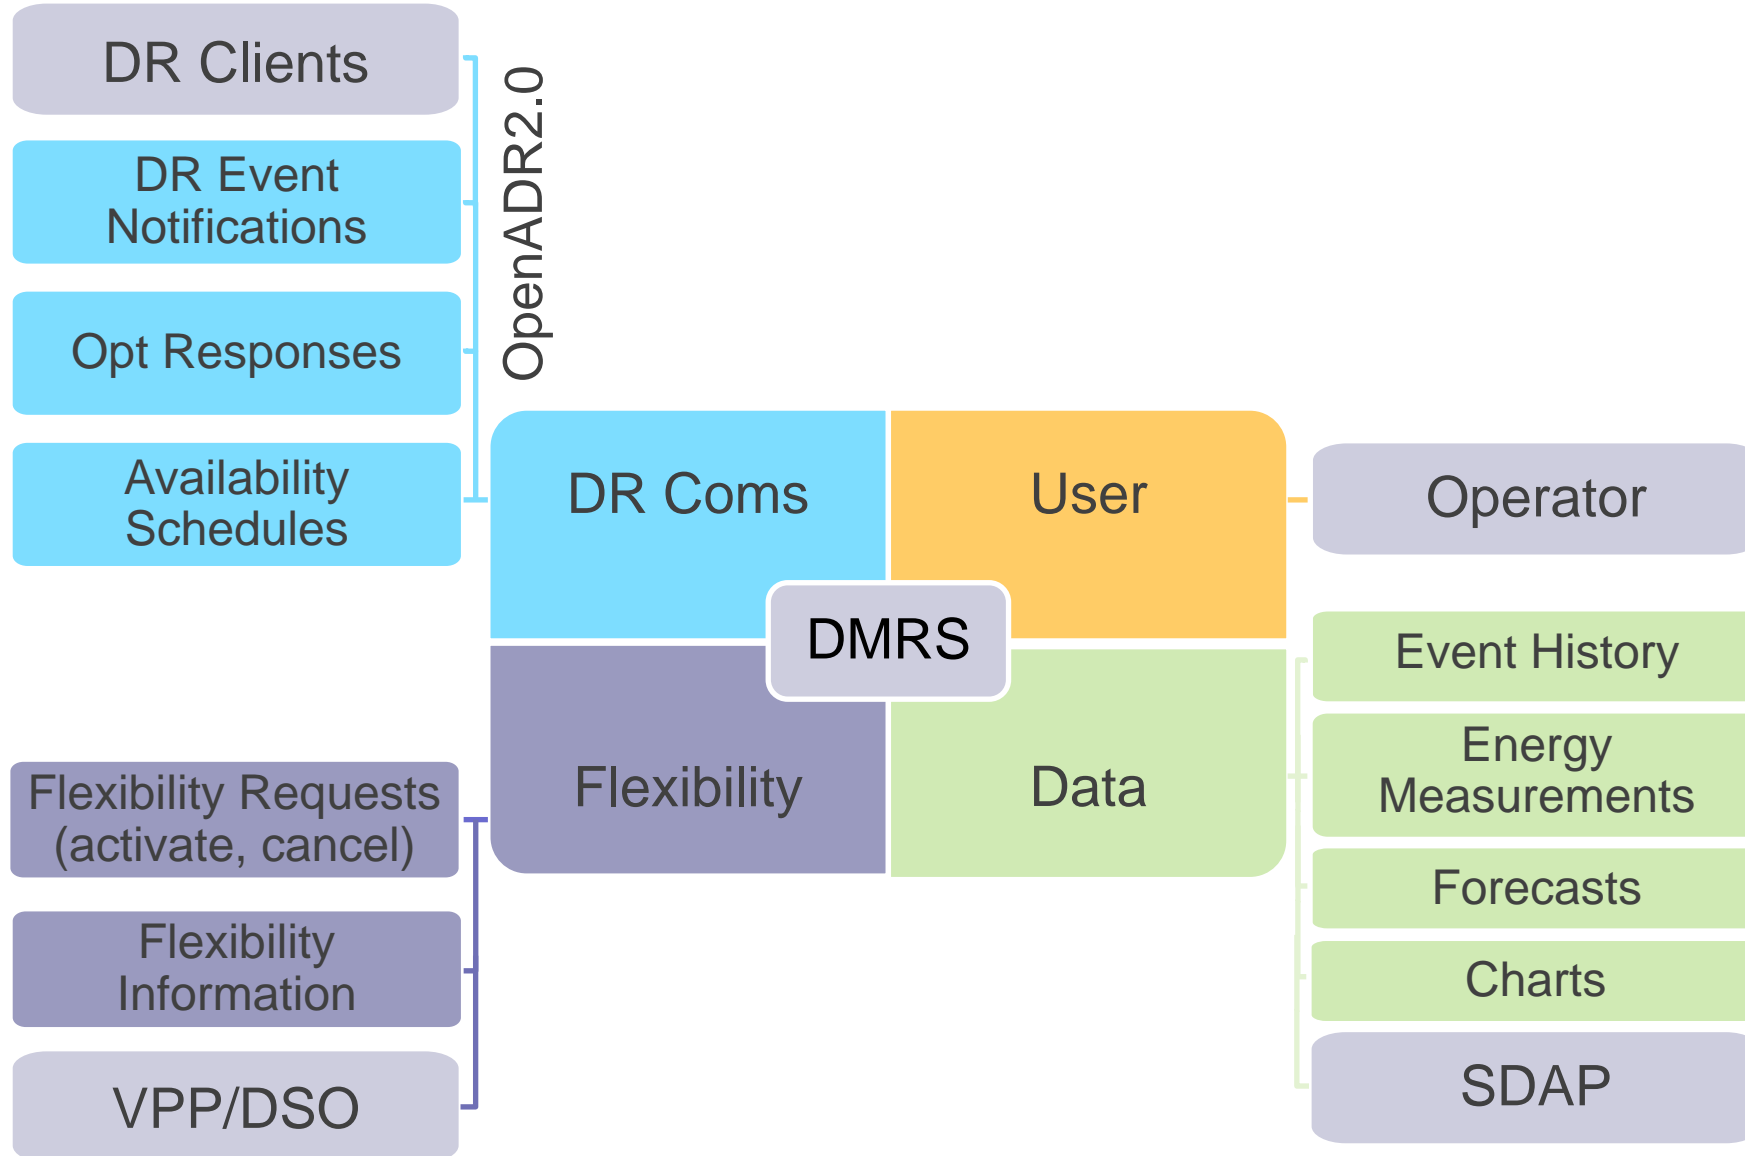 DR Clients
DR Event
Notifications
Opt Responses
Availability
Schedules
OpenADR2.0
DR Coms
User
Operator
DMRS
Flexibility
Data
Event History
Energy
Measurements
Forecasts
Charts
SDAP
Flexibility Requests
(activate, cancel)
Flexibility
Information
VPP/DSO